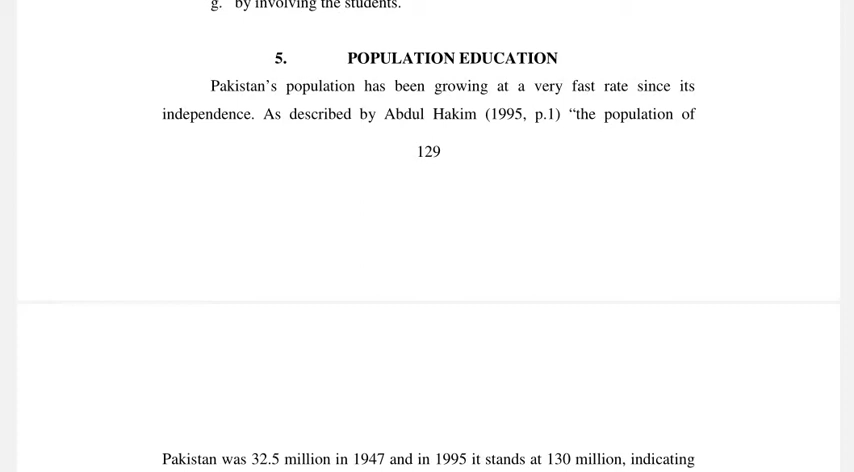 g. by involving the students.
5. POPULATION EDUCATION
Pakistan's population has been growing at a very fast rate since its
independence. As described by Abdul Hakim (1995, p.1) “the population of
129
Pakistan was 32.5 million in 1947 and in 1995 it stands at 130 million, indicating